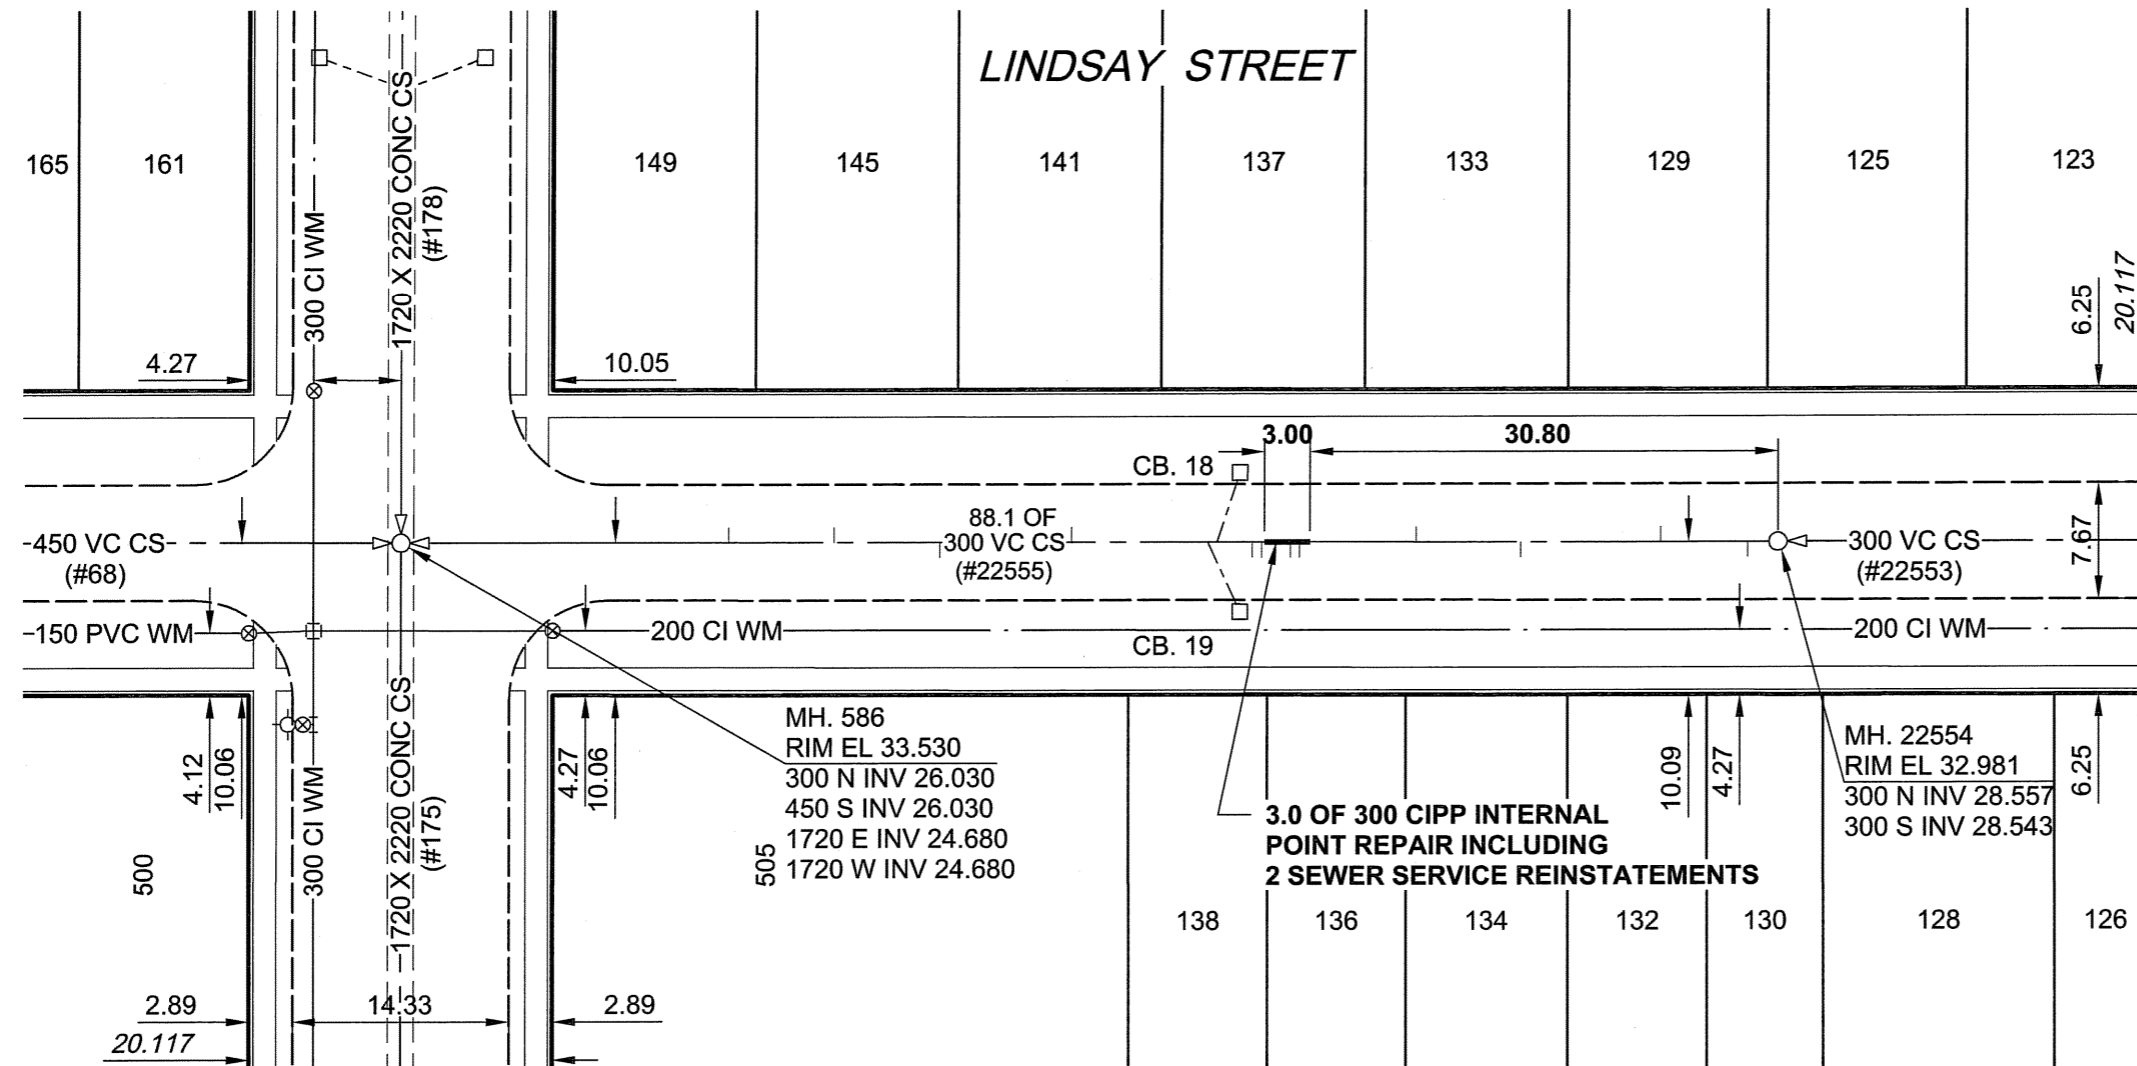 LINDSAY STREET
165
161
149
145
141
137
133
129
125
123
300 CI WM
1720 X 2220 CONC CS
(#178)
4.27
10.05
6.25
20.117
3.00
30.80
CB. 18
-450 VC CS-
(#68)
88.1 OF
300 VC CS
(#22555)
300 VC CS
(#22553)
7.67
-150 PVC WM
200 CI WM
CB. 19
200 CI WM
4.12
10.06
300 CI WM
1720 X 2220 CONC CS
(#175)
4.27
10.06
MH. 586
RIM EL 33.530
300 N INV 26.030
450 S INV 26.030
1720 E INV 24.680
1720 W INV 24.680
500
505
3.0 OF 300 CIPP INTERNAL
POINT REPAIR INCLUDING
2 SEWER SERVICE REINSTATEMENTS
10.09
4.27
MH. 22554
RIM EL 32.981
300 N INV 28.557
300 S INV 28.543
6.25
138
136
134
132
130
128
126
2.89
14.33
2.89
20.117